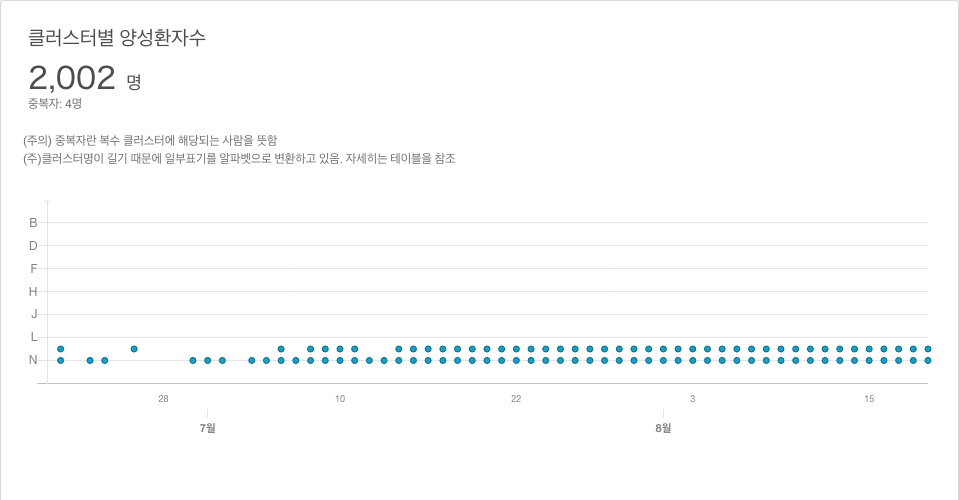 클러스터별 양성환자수
2,002 명
중복자: 4명
(주의) 중복자란 복수 클러스터에 해당되는 사람을 뜻함
(주)클러스터명이 길기 때문에 일부표기를 알파벳으로 변환하고 있음. 자세히는 테이블을 참조
B
D
F
H
J
L
N
28 10 22 3 15
7월 8월